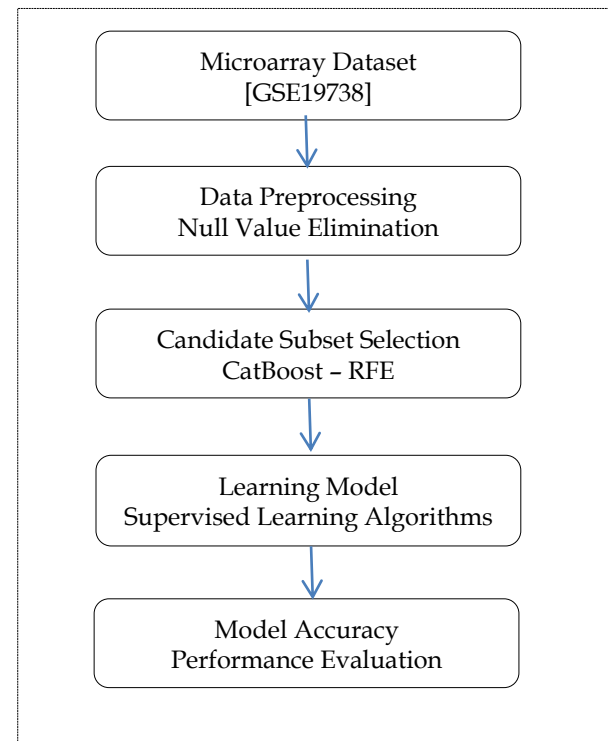 Microarray Dataset
[GSE19738]
Data Preprocessing
Null Value Elimination
Candidate Subset Selection
CatBoost – RFE
Learning Model
Supervised Learning Algorithms
Model Accuracy
Performance Evaluation